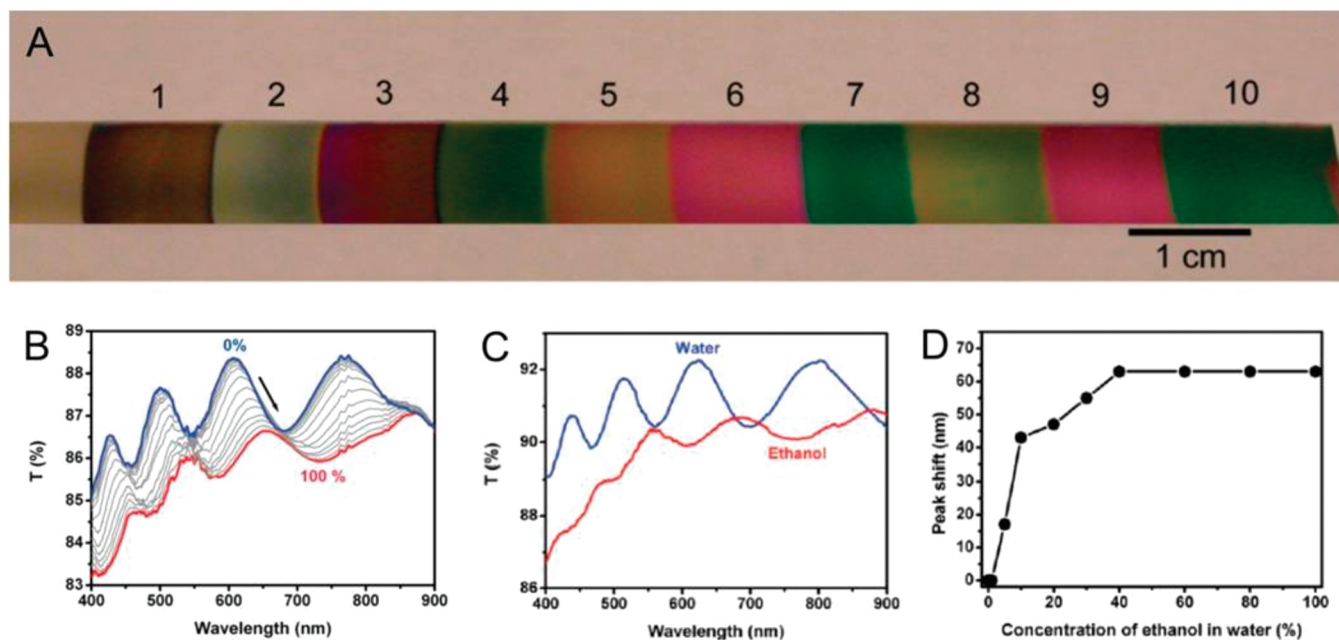 A
1 2 3 4 5 6 7 8 9 10
1 cm
B
89
88
87
86
85
84
83
T (%)
0%
100 %
400 500 600 700 800 900
Wavelength (nm)
C
92
90
88
86
T (%)
Water
Ethanol
400 500 600 700 800 900
Wavelength (nm)
D
70
60
50
40
30
20
10
0
Peak shift (nm)
0 20 40 60 80 100
Concentration of ethanol in water (%)